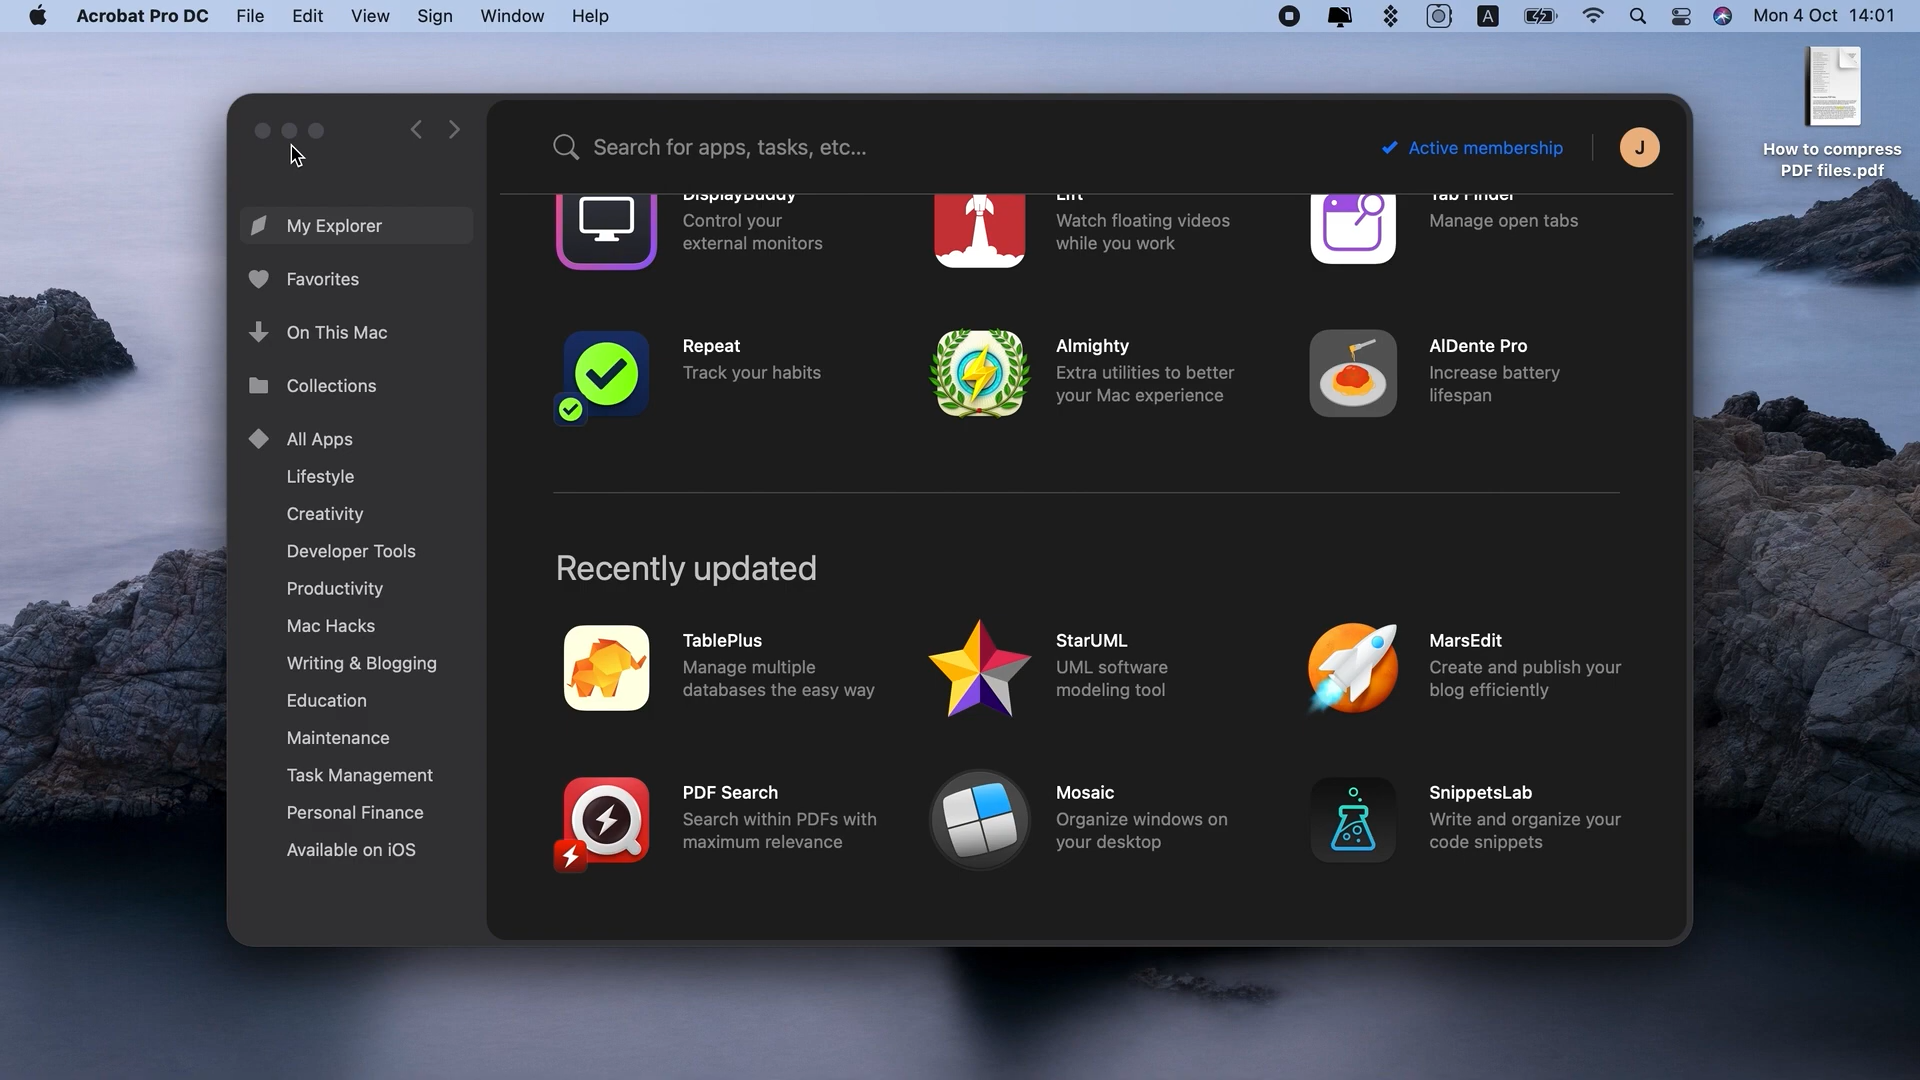 Acrobat Pro DC File Edit View Sign Window Help A Mon 4 Oct 14:01
How to compress
PDF files.pdf
Search for apps, tasks, etc...
Active membership
J
My Explorer
Favorites
On This Mac
Collections
All Apps
Lifestyle
Creativity
Developer Tools
Productivity
Mac Hacks
Writing & Blogging
Education
Maintenance
Task Management
Personal Finance
Available on iOS
DisplayBuddy
Control your
external monitors
Lift
Watch floating videos
while you work
Tab Finder
Manage open tabs
Repeat
Track your habits
Almighty
Extra utilities to better
your Mac experience
AlDente Pro
Increase battery
lifespan
Recently updated
TablePlus
Manage multiple
databases the easy way
StarUML
UML software
modeling tool
MarsEdit
Create and publish your
blog efficiently
PDF Search
Search within PDFs with
maximum relevance
Mosaic
Organize windows on
your desktop
SnippetsLab
Write and organize your
code snippets